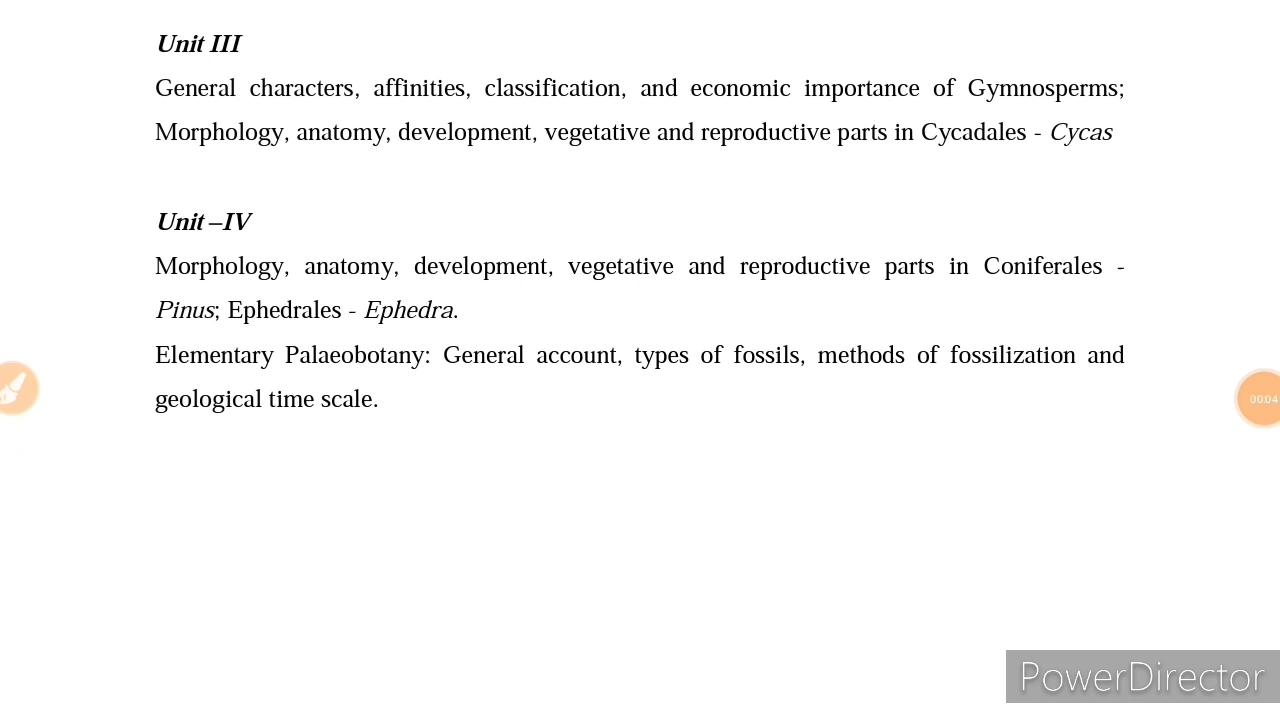 Unit III
General characters, affinities, classification, and economic importance of Gymnosperms;
Morphology, anatomy, development, vegetative and reproductive parts in Cycadales - Cycas
Unit –IV
Morphology, anatomy, development, vegetative and reproductive parts in Coniferales -
Pinus; Ephedrales - Ephedra.
Elementary Palaeobotany: General account, types of fossils, methods of fossilization and
geological time scale.
00:04
PowerDirector